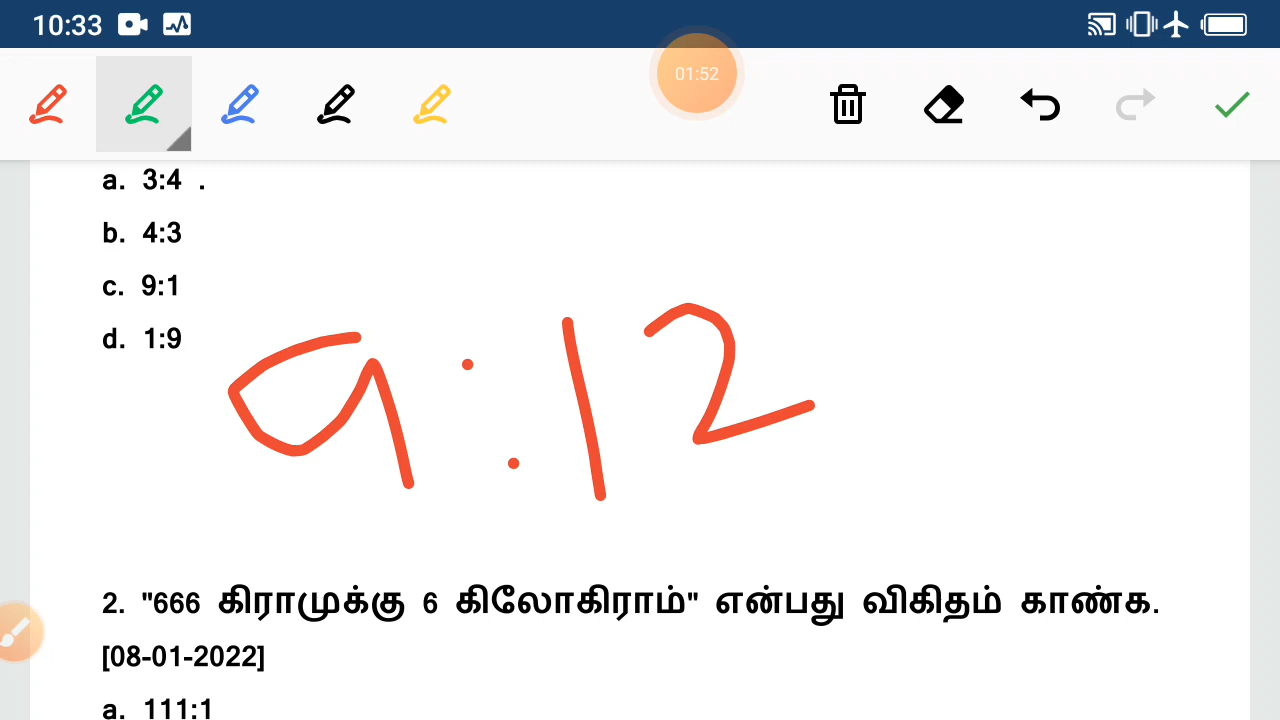 10:33
01:52
a. 3:4 .
b. 4:3
c. 9:1
d. 1:9
9:12
2. "666 கிராமுக்கு 6 கிலோகிராம்" என்பது விகிதம் காண்க.
[08-01-2022]
a. 111:1